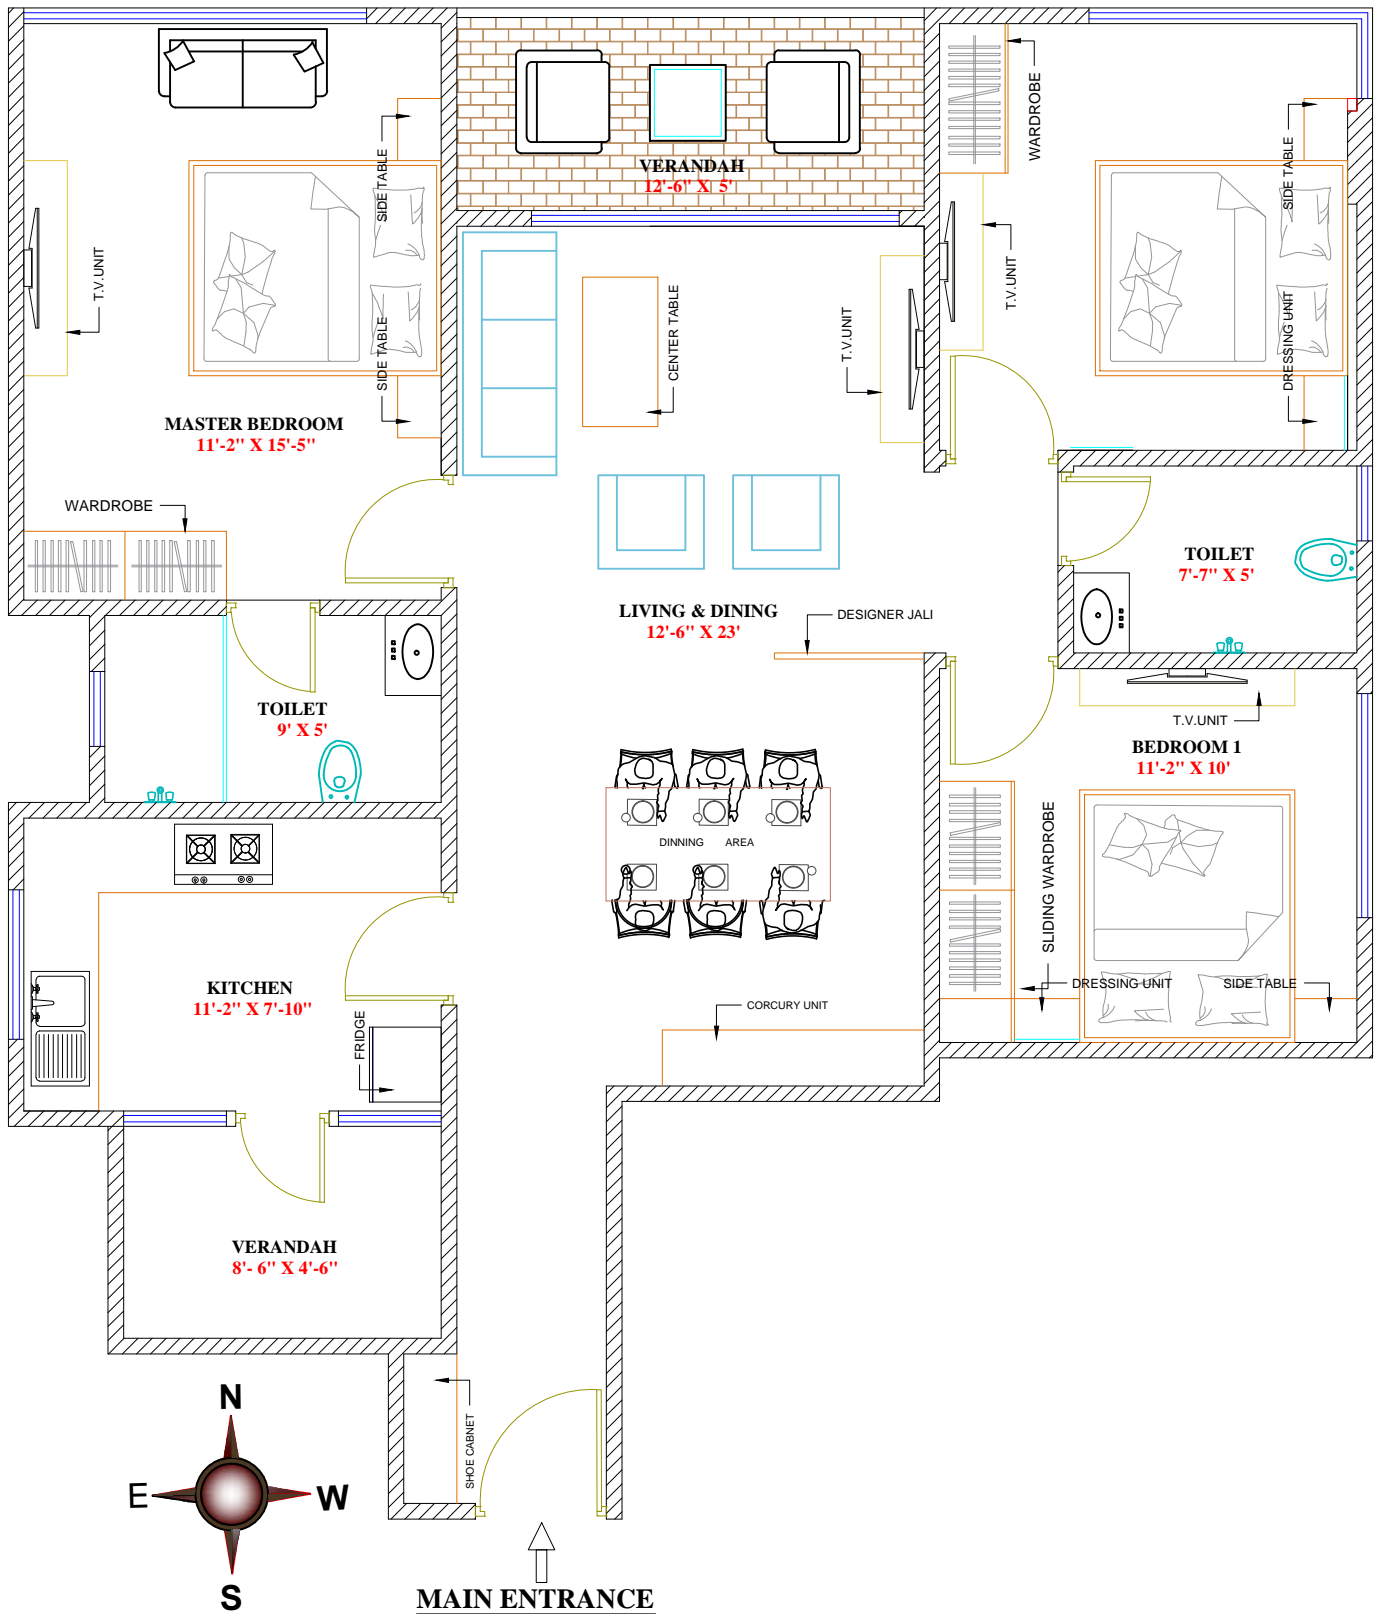 WARDROBE
SIDE TABLE
VERANDAH
12'-6" X 5'
SIDE TABLE
T.V.UNIT
T.V.UNIT
SIDE TABLE
CENTER TABLE
T.V.UNIT
DRESSING UNIT
MASTER BEDROOM
11'-2" X 15'-5"
WARDROBE
TOILET
7'-7" X 5'
LIVING & DINING
12'-6" X 23'
DESIGNER JALI
TOILET
9' X 5'
T.V.UNIT
BEDROOM 1
11'-2" X 10'
DINNING AREA
SLIDING WARDROBE
KITCHEN
11'-2" X 7'-10"
DRESSING UNIT
SIDE TABLE
CORCURY UNIT
FRIDGE
VERANDAH
8'- 6" X 4'-6"
SHOE CABNET
N
E
W
S
MAIN ENTRANCE